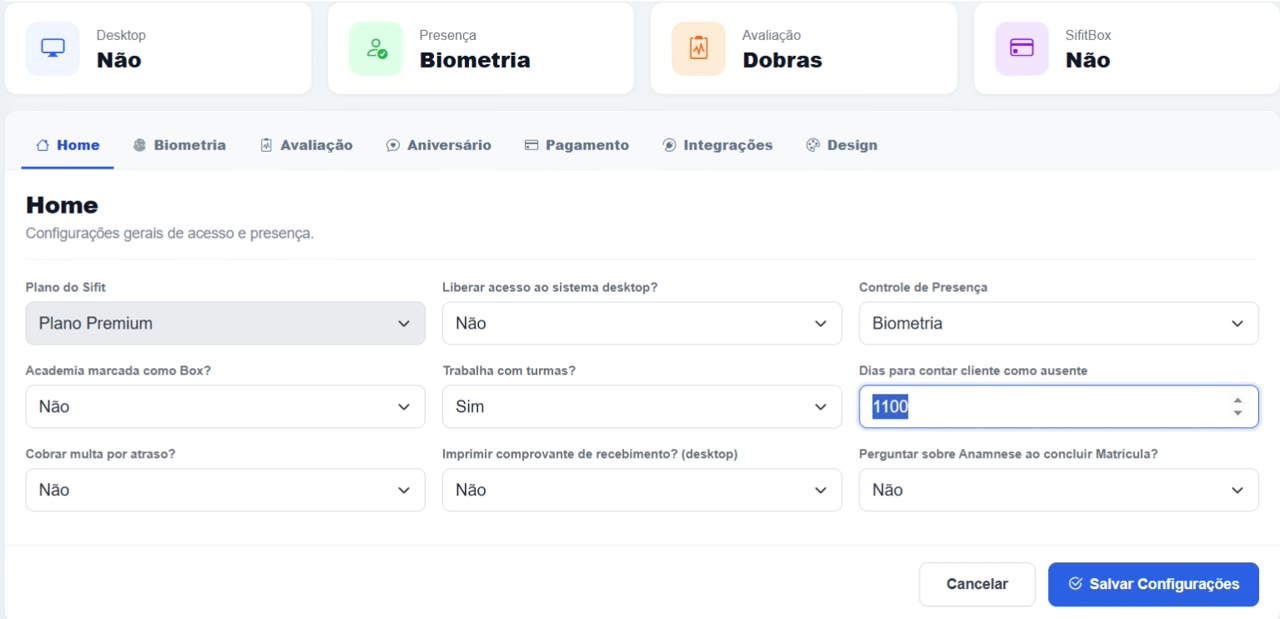 Desktop
Não
Presença
Biometria
Avaliação
Dobras
SifitBox
Não
Home
Biometria
Avaliação
Aniversário
Pagamento
Integrações
Design
Home
Configurações gerais de acesso e presença.
Plano do Sifit
Plano Premium
Liberar acesso ao sistema desktop?
Não
Controle de Presença
Biometria
Academia marcada como Box?
Não
Trabalha com turmas?
Sim
Dias para contar cliente como ausente
1100
Cobrar multa por atraso?
Não
Imprimir comprovante de recebimento? (desktop)
Não
Perguntar sobre Anamnese ao concluir Matricula?
Não
Cancelar
Salvar Configurações